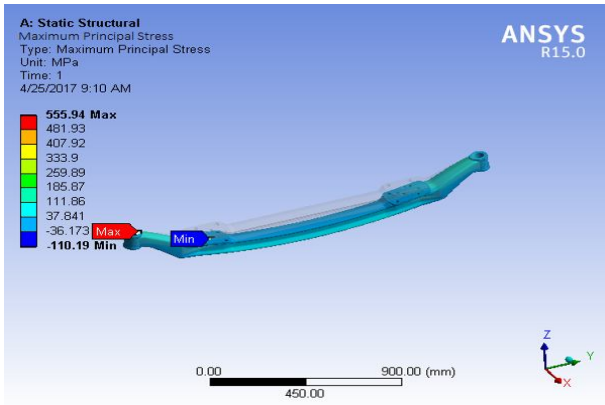 A: Static Structural
Maximum Principal Stress
Type: Maximum Principal Stress
Unit: MPa
Time: 1
4/25/2017 9:10 AM
ANSYS
R15.0
555.94 Max
481.93
407.92
333.9
259.89
185.87
111.86
37.841
-36.173
-110.19 Min
Max
Min
0.00
900.00 (mm)
450.00
Z
Y
X